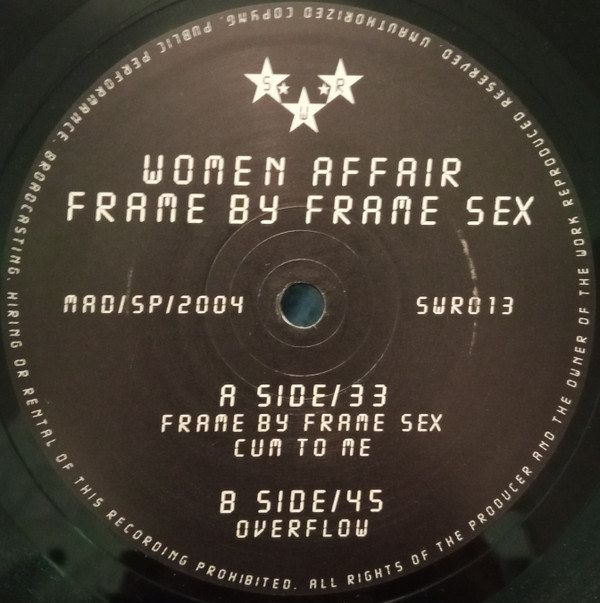 S R
W
WOMEN AFFAIR
FRAME BY FRAME SEX
MAD/SP/2004 SWR013
A SIDE/33
FRAME BY FRAME SEX
CUM TO ME
B SIDE/45
OVERFLOW
ALL RIGHTS OF THE PRODUCER AND THE OWNER OF THE WORK REPRODUCED RESERVED. UNAUTHORIZED COPYING. PUBLIC PERFORMANCE. BROADCASTING. HIRING OR RENTAL OF THIS RECORDING PROHIBITED.